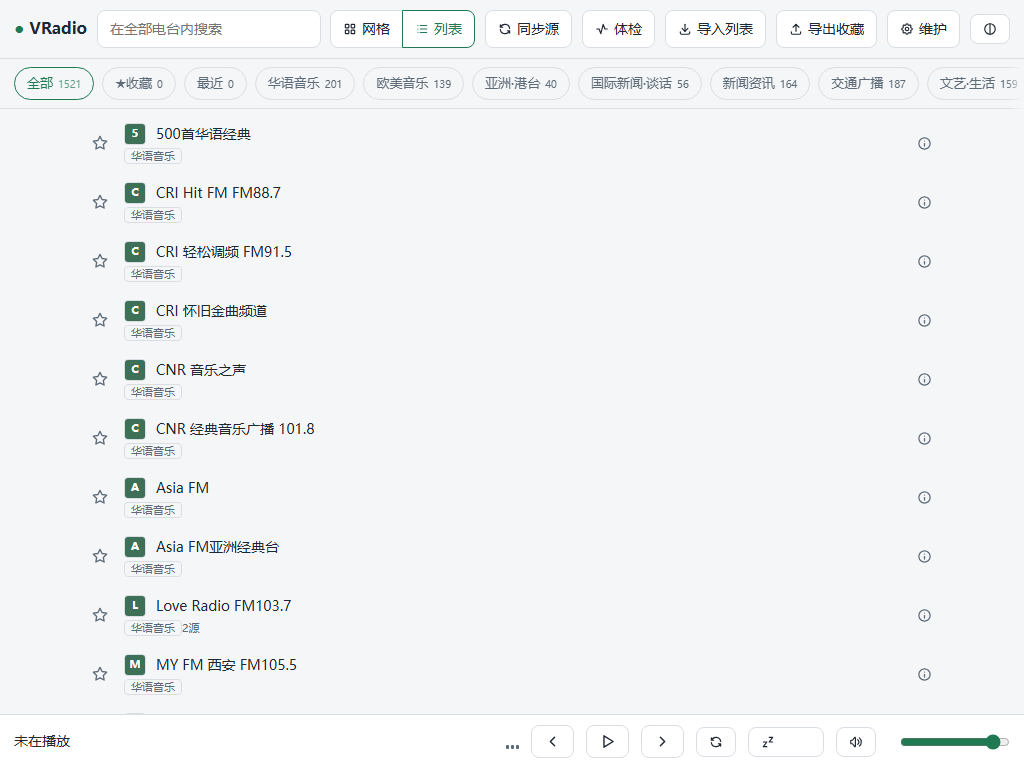 VRadio 在全部电台内搜索 网格 列表 同步源 体检 导入列表 导出收藏 维护
全部 1521 ★收藏 0 最近 0 华语音乐 201 欧美音乐 139 亚洲·港台 40 国际新闻·谈话 56 新闻资讯 164 交通广播 187 文艺·生活 159
5 500首华语经典
华语音乐
C CRI Hit FM FM88.7
华语音乐
C CRI 轻松调频 FM91.5
华语音乐
C CRI 怀旧金曲频道
华语音乐
C CNR 音乐之声
华语音乐
C CNR 经典音乐广播 101.8
华语音乐
A Asia FM
华语音乐
A Asia FM亚洲经典台
华语音乐
L Love Radio FM103.7
华语音乐 2源
M MY FM 西安 FM105.5
华语音乐
未在播放 ... zz